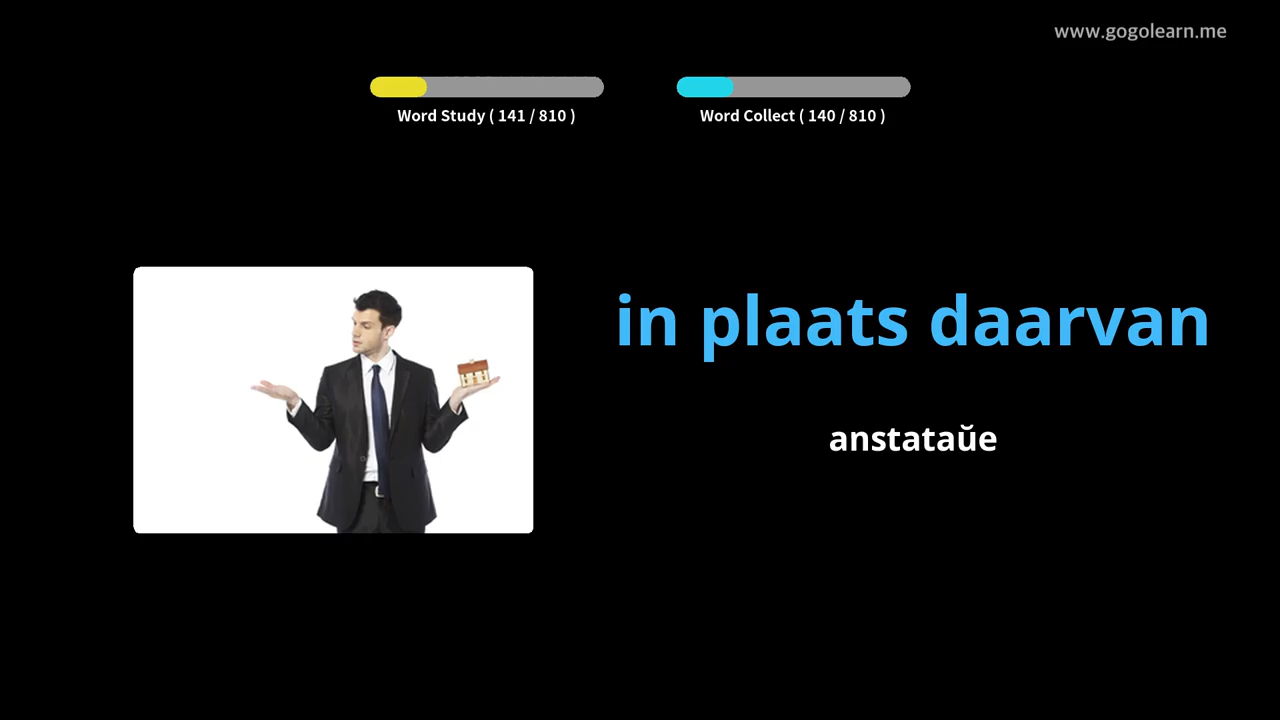 www.gogolearn.me
Word Study ( 141 / 810 )
Word Collect ( 140 / 810 )
in plaats daarvan
anstataŭe